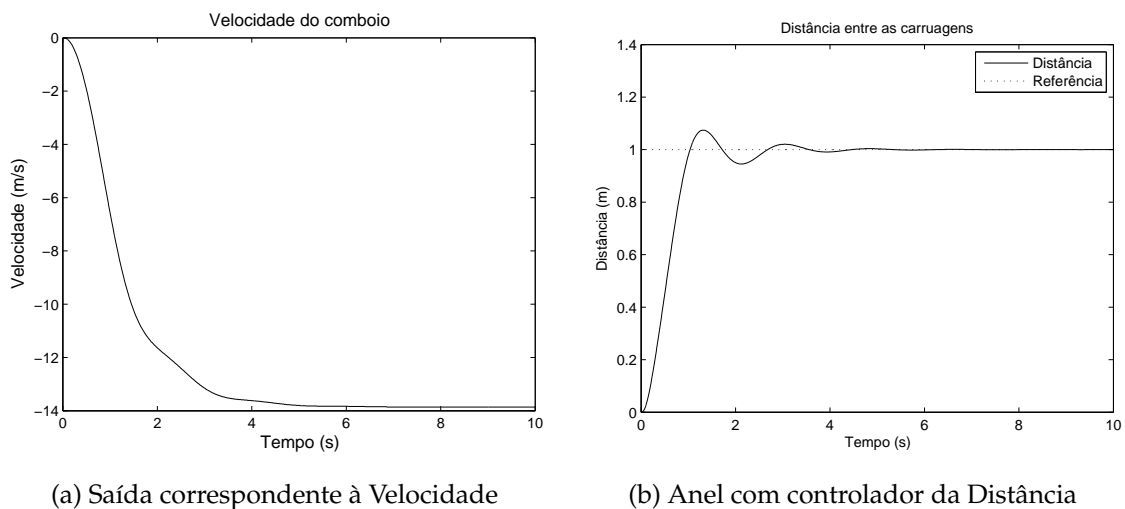 Velocidade do comboio
0
−2
−4
−6
−8
−10
−12
−14
Velocidade (m/s)
0 2 4 6 8 10
Tempo (s)
(a) Saída correspondente à Velocidade
Distância entre as carruagens
1.4
1.2
1
0.8
0.6
0.4
0.2
0
Distância (m)
Distância
Referência
0 2 4 6 8 10
Tempo (s)
(b) Anel com controlador da Distância